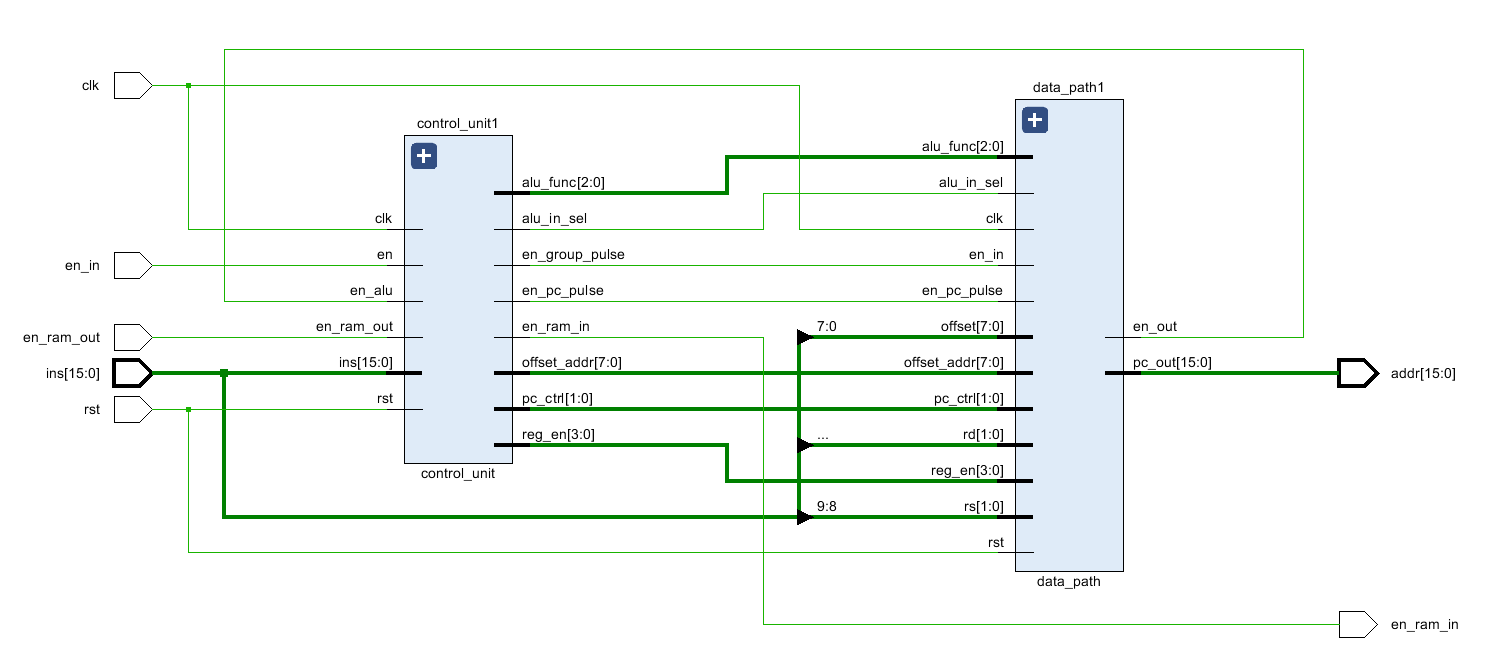 clk
en_in
en_ram_out
ins[15:0]
rst
control_unit1
clk
en
en_alu
en_ram_out
ins[15:0]
rst
alu_func[2:0]
alu_in_sel
en_group_pulse
en_pc_pulse
en_ram_in
offset_addr[7:0]
pc_ctrl[1:0]
reg_en[3:0]
control_unit
7:0
...
9:8
data_path1
alu_func[2:0]
alu_in_sel
clk
en_in
en_pc_pulse
offset[7:0]
offset_addr[7:0]
pc_ctrl[1:0]
rd[1:0]
reg_en[3:0]
rs[1:0]
rst
en_out
pc_out[15:0]
data_path
addr[15:0]
en_ram_in